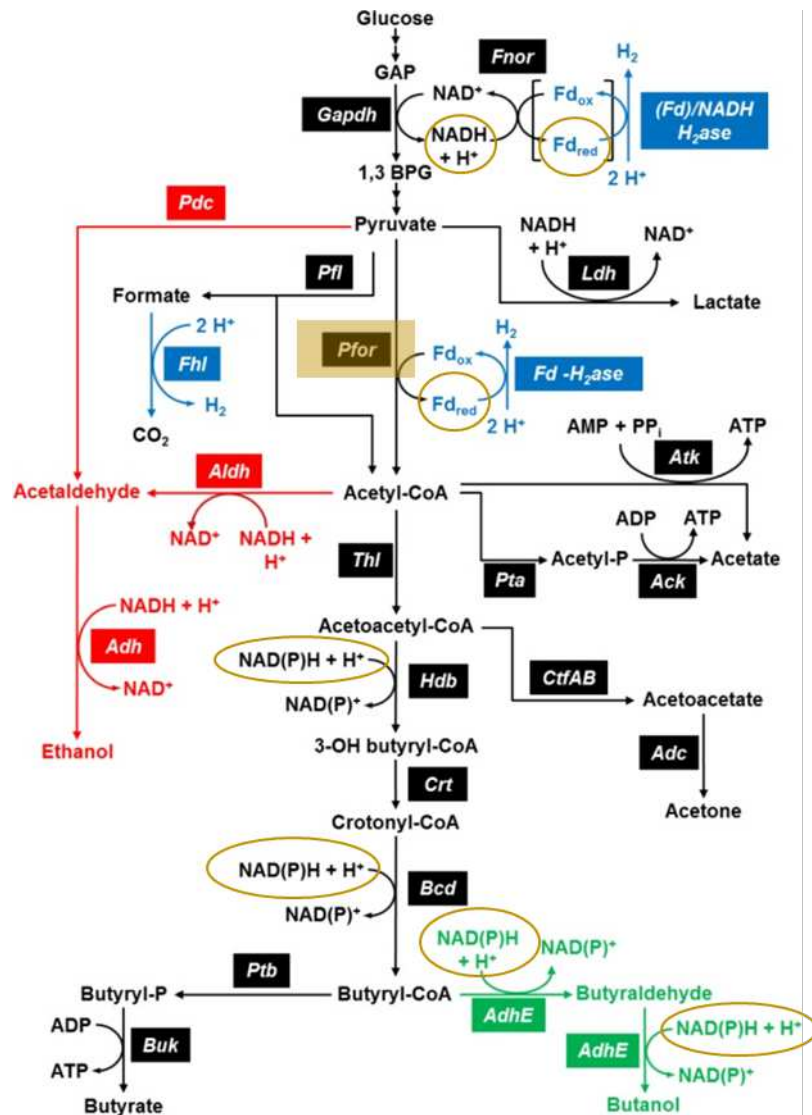 Glucose
GAP
Fnor
H2
NAD+
Fdox
Gapdh
(Fd)/NADH
H2ase
NADH
+ H+
Fdred
2 H+
1,3 BPG
Pdc
Pyruvate
NADH
+ H+
NAD+
Pfl
Ldh
Formate
Lactate
2 H+
H2
Pfor
Fdox
Fhl
Fd -H2ase
H2
Fdred
2 H+
CO2
AMP + PPi
ATP
Atk
Aldh
Acetaldehyde
Acetyl-CoA
NAD+
NADH +
H+
ADP
ATP
Thl
Acetyl-P
Acetate
Pta
Ack
NADH + H+
Acetoacetyl-CoA
Adh
NAD(P)H + H+
Hdb
CtfAB
NAD+
NAD(P)+
Acetoacetate
Ethanol
3-OH butyryl-CoA
Adc
Crt
Acetone
Crotonyl-CoA
NAD(P)H + H+
Bcd
NAD(P)+
NAD(P)H
+ H+
NAD(P)+
Ptb
Butyryl-P
Butyryl-CoA
Butyraldehyde
AdhE
ADP
NAD(P)H + H+
Buk
AdhE
ATP
NAD(P)+
Butyrate
Butanol